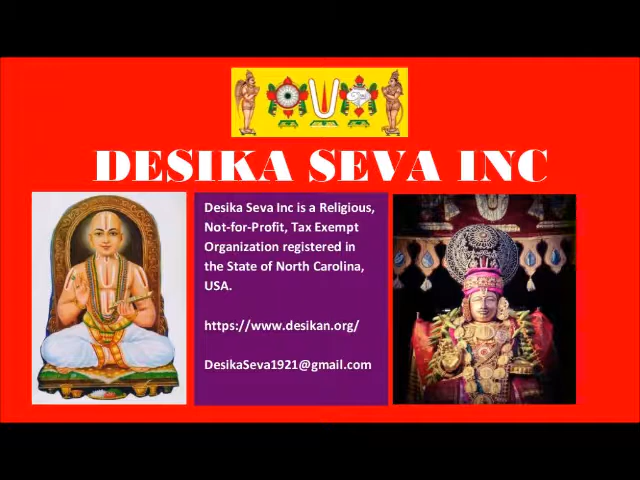 DESIKA SEVA INC
Desika Seva Inc is a Religious,
Not-for-Profit, Tax Exempt
Organization registered in
the State of North Carolina,
USA.
https://www.desikan.org/
DesikaSeva1921@gmail.com